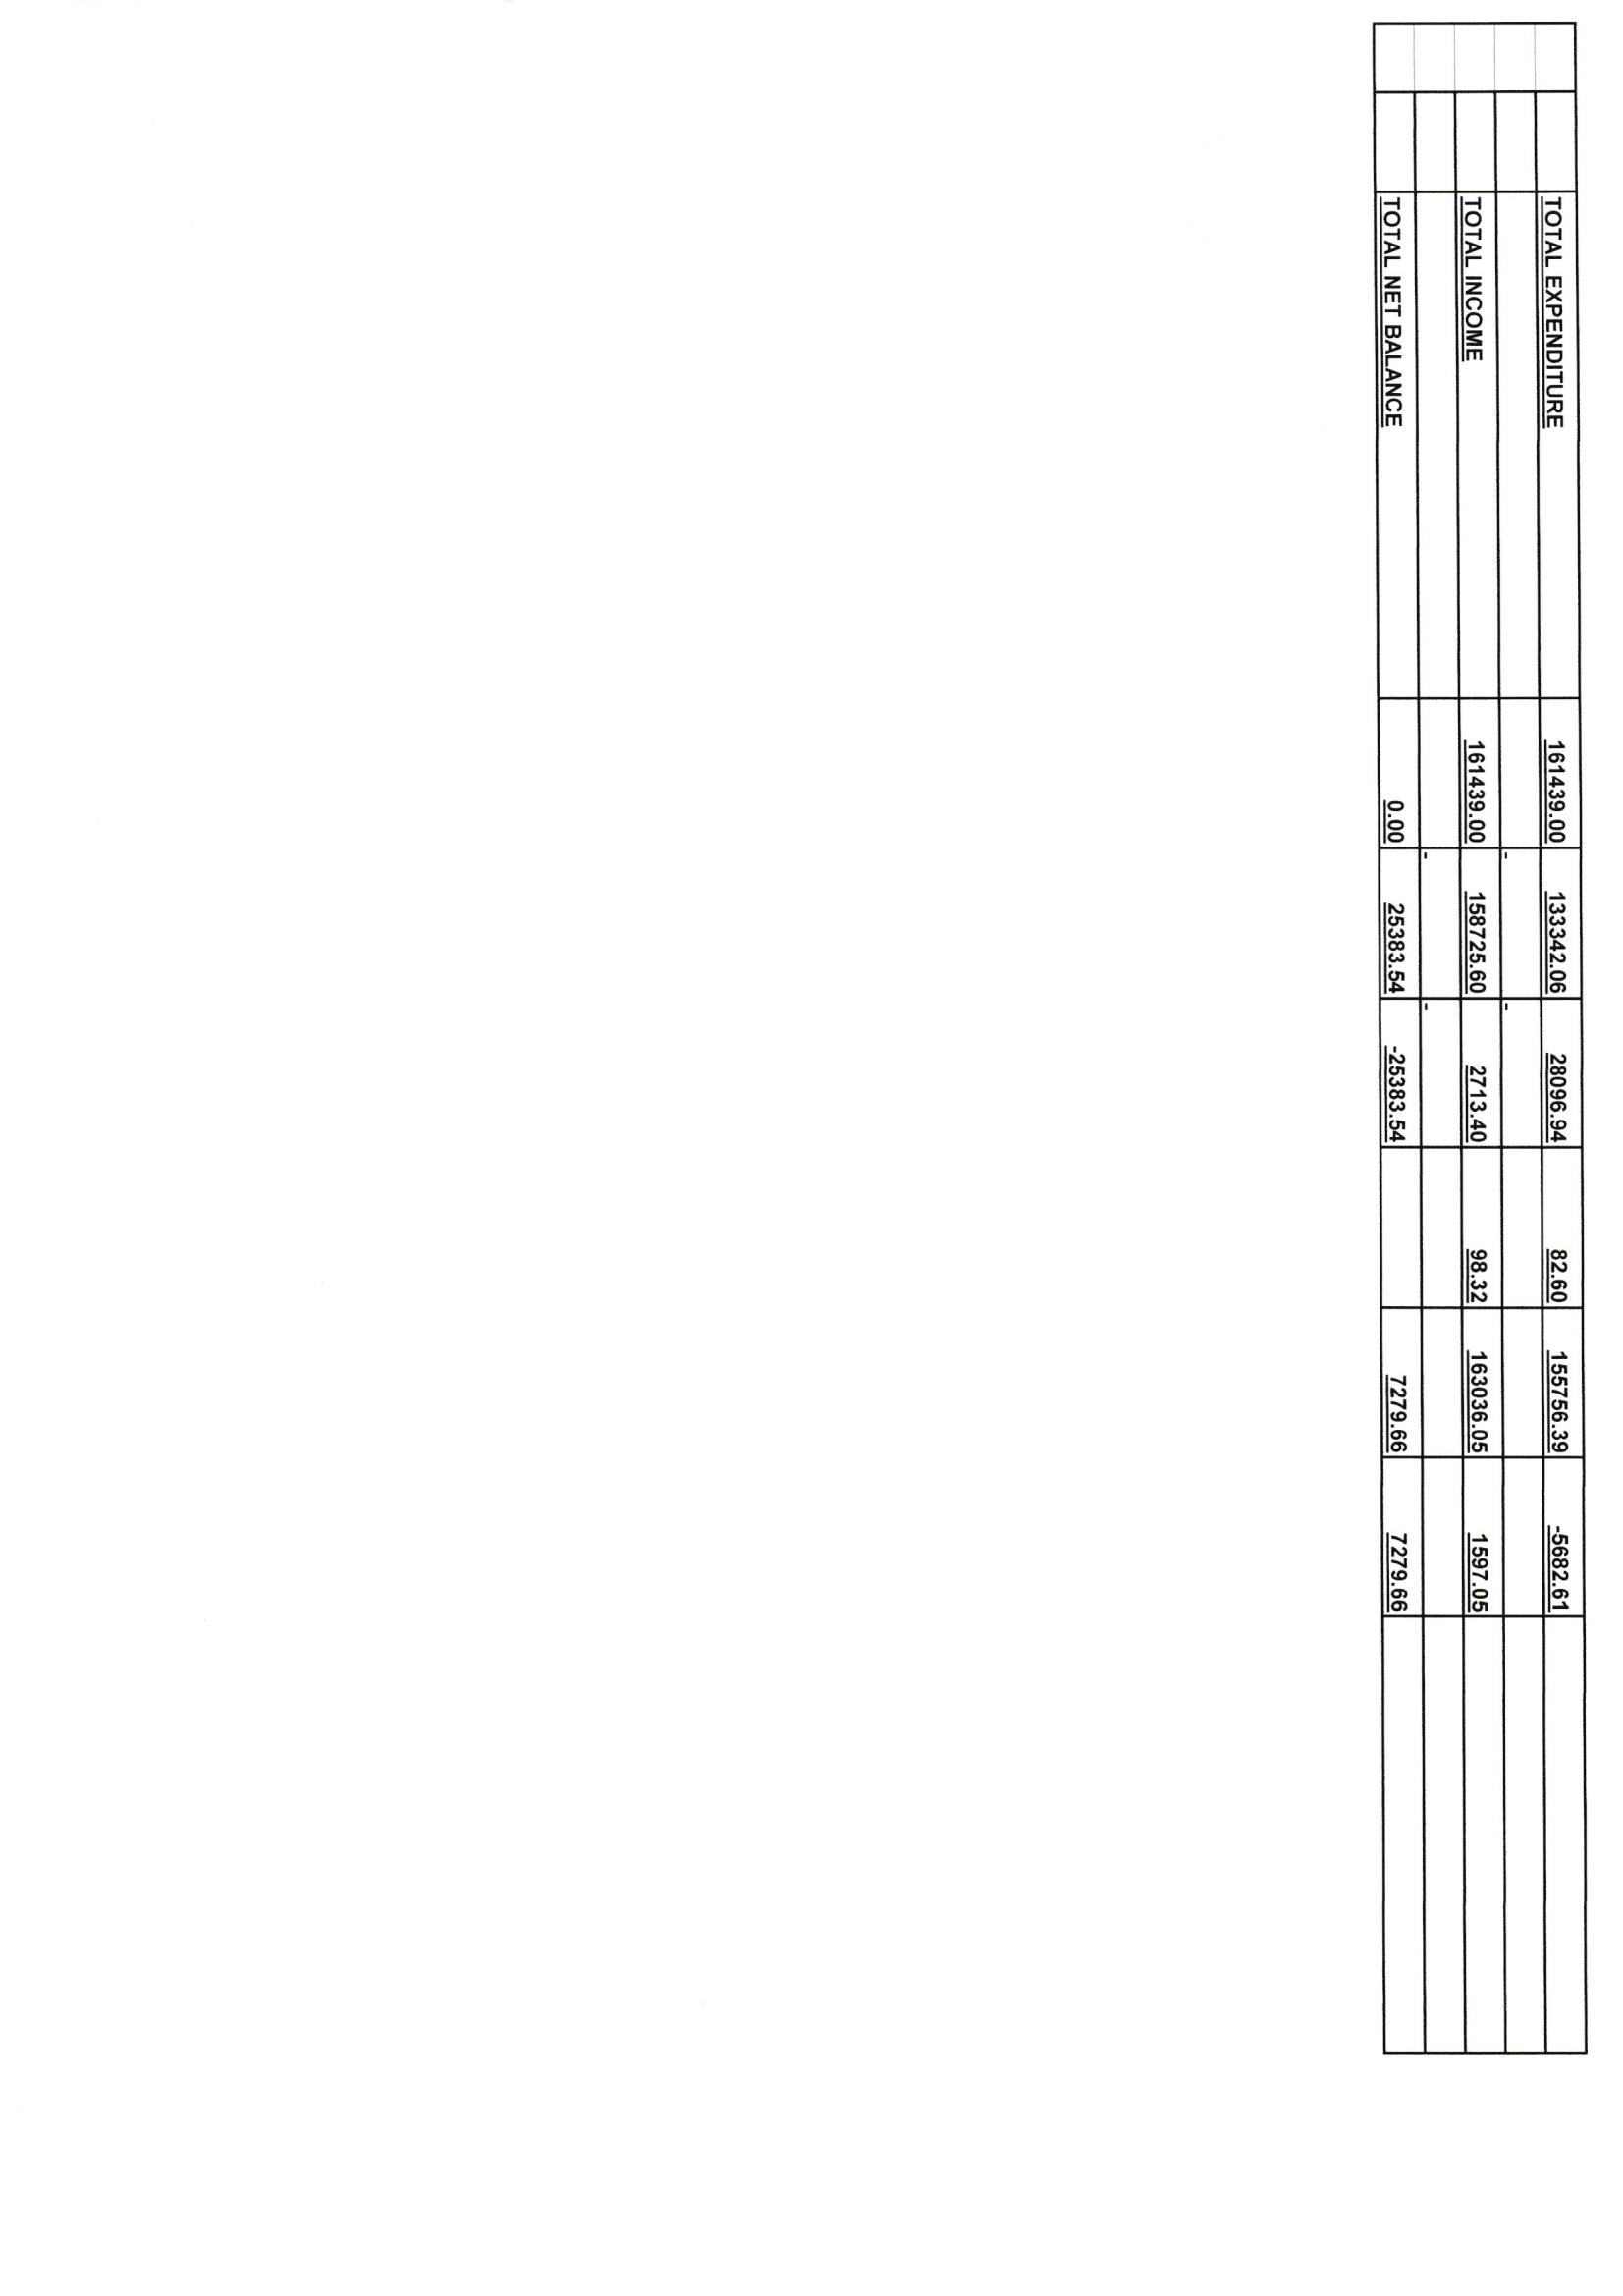 TOTAL EXPENDITURE 161439.00 133342.06 28096.94 82.60 155756.39 -5682.61
- -
TOTAL INCOME 161439.00 158725.60 2713.40 98.32 163036.05 1597.05
- -
TOTAL NET BALANCE 0.00 25383.54 -25383.54 7279.66 7279.66